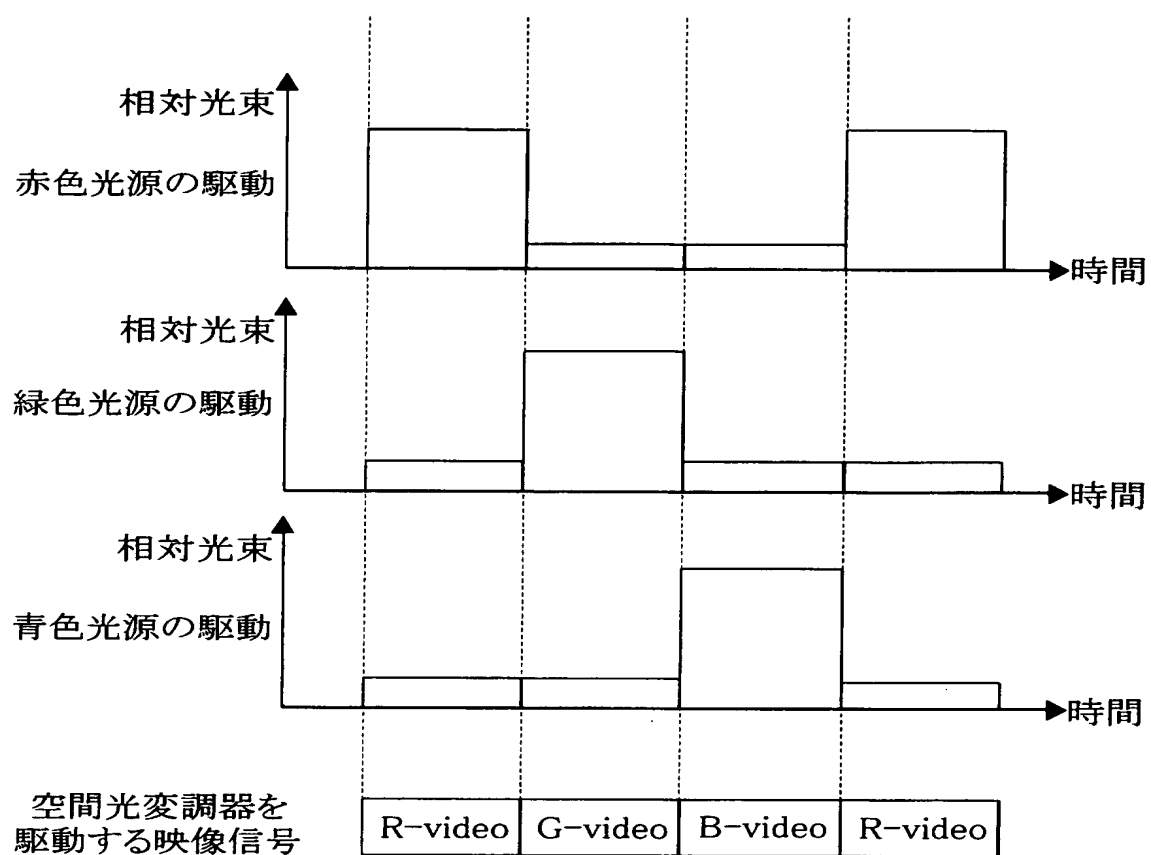 相対光束
赤色光源の駆動
時間
相対光束
緑色光源の駆動
時間
相対光束
青色光源の駆動
時間
空間光変調器を
駆動する映像信号
R-video G-video B-video R-video